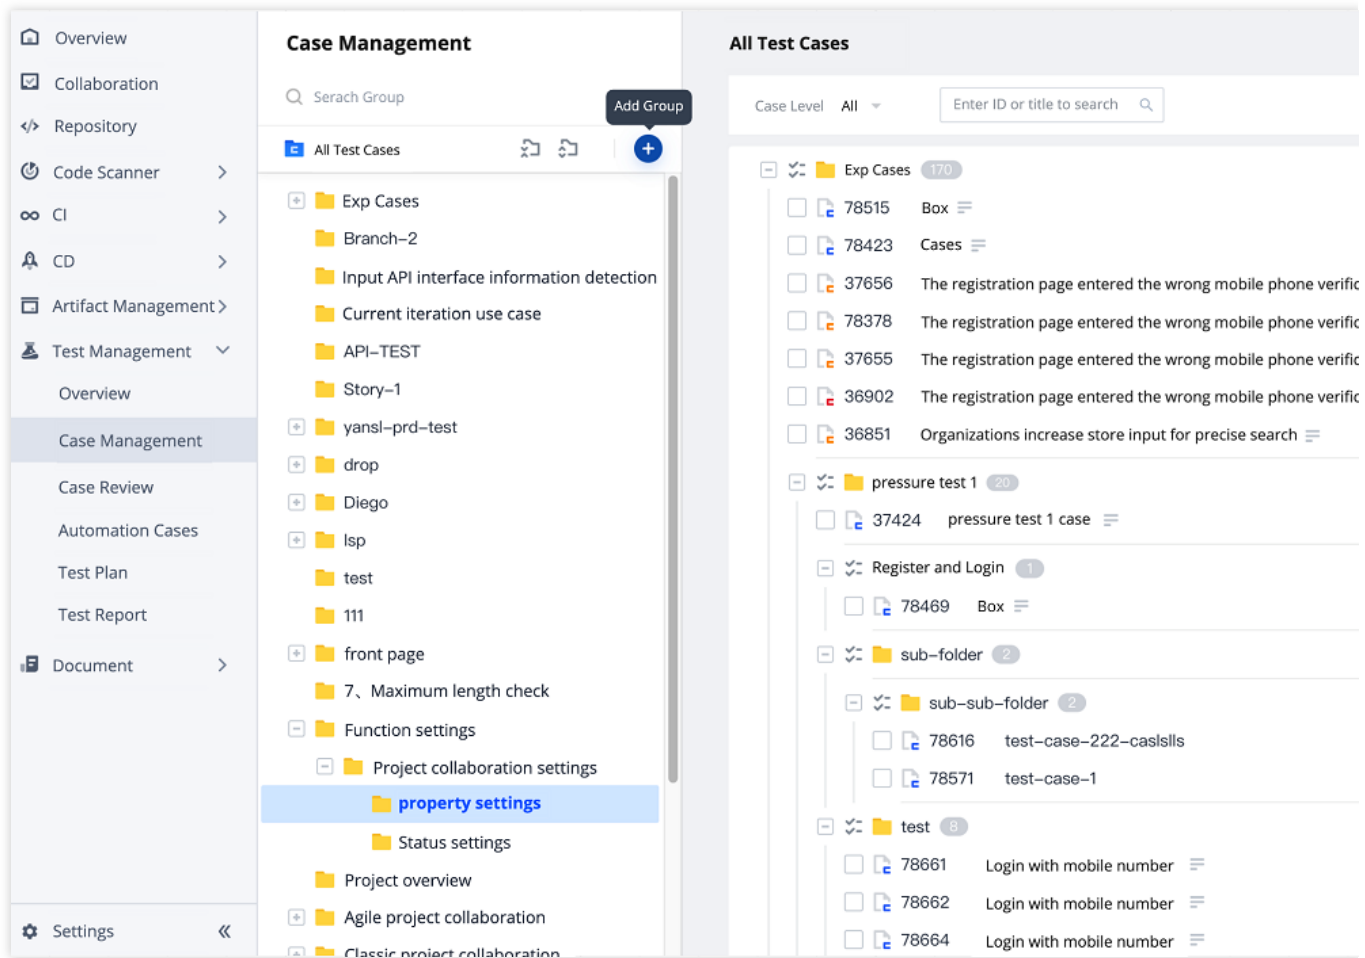 Overview
Collaboration
Repository
Code Scanner
CI
CD
Artifact Management
Test Management
Overview
Case Management
Case Review
Automation Cases
Test Plan
Test Report
Document
Settings
Case Management
Serach Group
Add Group
All Test Cases
Exp Cases
Branch-2
Input API interface information detection
Current iteration use case
API-TEST
Story-1
yansl-prd-test
drop
Diego
lsp
test
111
front page
7、Maximum length check
Function settings
Project collaboration settings
property settings
Status settings
Project overview
Agile project collaboration
Classic project collaboration
All Test Cases
Case Level All Enter ID or title to search
Exp Cases 170
78515 Box
78423 Cases
37656 The registration page entered the wrong mobile phone verific
78378 The registration page entered the wrong mobile phone verific
37655 The registration page entered the wrong mobile phone verific
36902 The registration page entered the wrong mobile phone verific
36851 Organizations increase store input for precise search
pressure test 1 20
37424 pressure test 1 case
Register and Login 1
78469 Box
sub-folder 2
sub-sub-folder 2
78616 test-case-222-caslslls
78571 test-case-1
test 8
78661 Login with mobile number
78662 Login with mobile number
78664 Login with mobile number